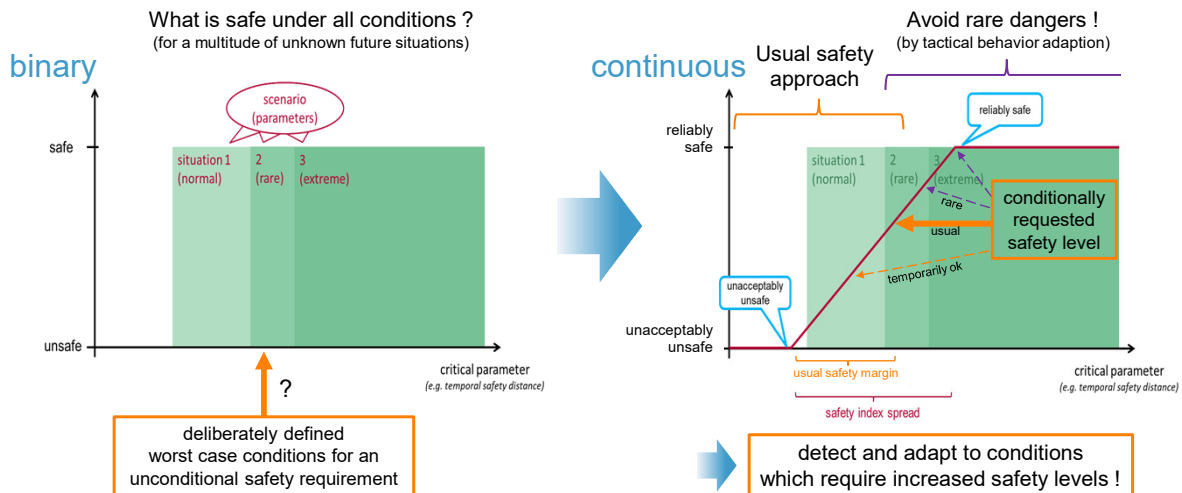 What is safe under all conditions ?
(for a multitude of unknown future situations)
binary
scenario
(parameters)
safe
situation 1
(normal)
2
(rare)
3
(extreme)
unsafe
critical parameter
(e.g. temporal safety distance)
?
deliberately defined
worst case conditions for an
unconditional safety requirement
Avoid rare dangers !
(by tactical behavior adaption)
continuous
Usual safety
approach
reliably safe
reliably
safe
situation 1
(normal)
2
(rare)
3
(extreme)
conditionally
requested
safety level
rare
usual
temporarily ok
unacceptably
unsafe
unacceptably
unsafe
usual safety margin
critical parameter
(e.g. temporal safety distance)
safety index spread
detect and adapt to conditions
which require increased safety levels !